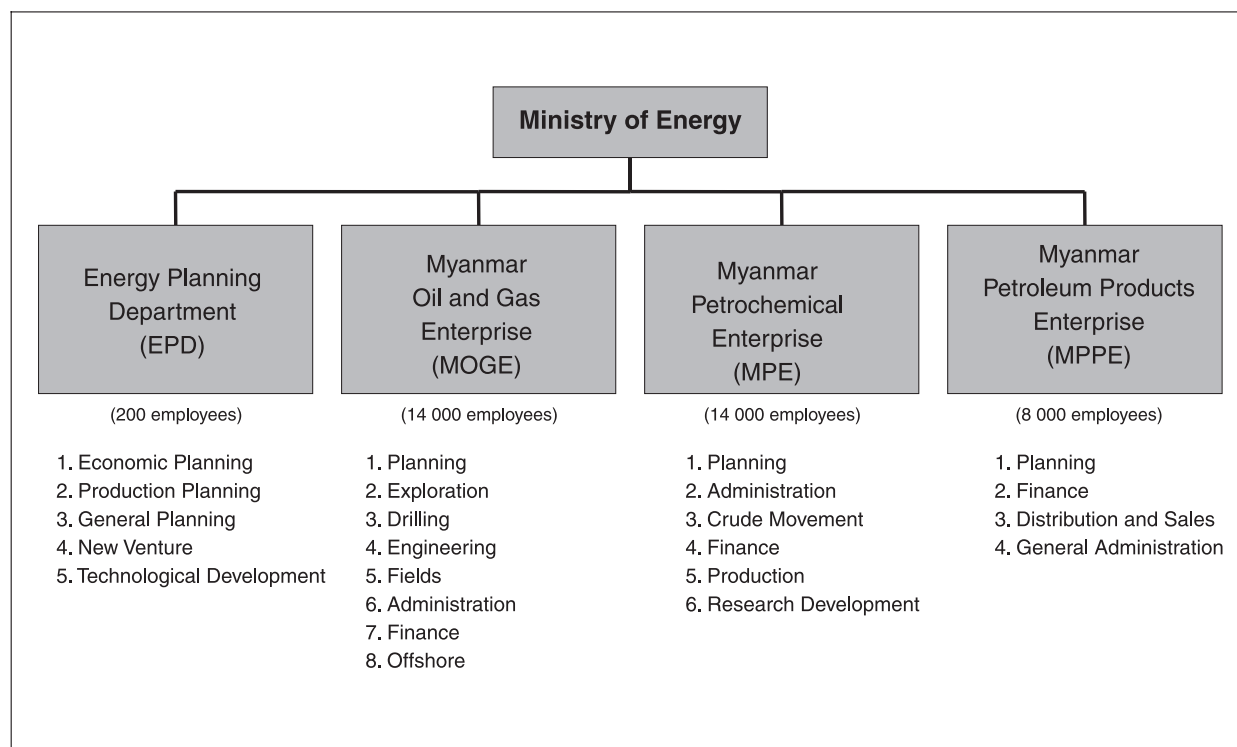 Ministry of Energy
Energy Planning
Department
(EPD)
(200 employees)
1. Economic Planning
2. Production Planning
3. General Planning
4. New Venture
5. Technological Development
Myanmar
Oil and Gas
Enterprise
(MOGE)
(14 000 employees)
1. Planning
2. Exploration
3. Drilling
4. Engineering
5. Fields
6. Administration
7. Finance
8. Offshore
Myanmar
Petrochemical
Enterprise
(MPE)
(14 000 employees)
1. Planning
2. Administration
3. Crude Movement
4. Finance
5. Production
6. Research Development
Myanmar
Petroleum Products
Enterprise
(MPPE)
(8 000 employees)
1. Planning
2. Finance
3. Distribution and Sales
4. General Administration